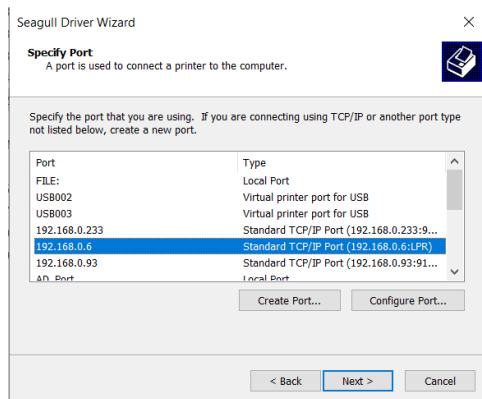 Seagull Driver Wizard
Specify Port
A port is used to connect a printer to the computer.
Specify the port that you are using. If you are connecting using TCP/IP or another port type
not listed below, create a new port.
Port Type
FILE: Local Port
USB002 Virtual printer port for USB
USB003 Virtual printer port for USB
192.168.0.233 Standard TCP/IP Port (192.168.0.233:9...
192.168.0.6 Standard TCP/IP Port (192.168.0.6:LPR)
192.168.0.93 Standard TCP/IP Port (192.168.0.93:91...
AD_Port Local Port
Create Port... Configure Port...
< Back Next > Cancel